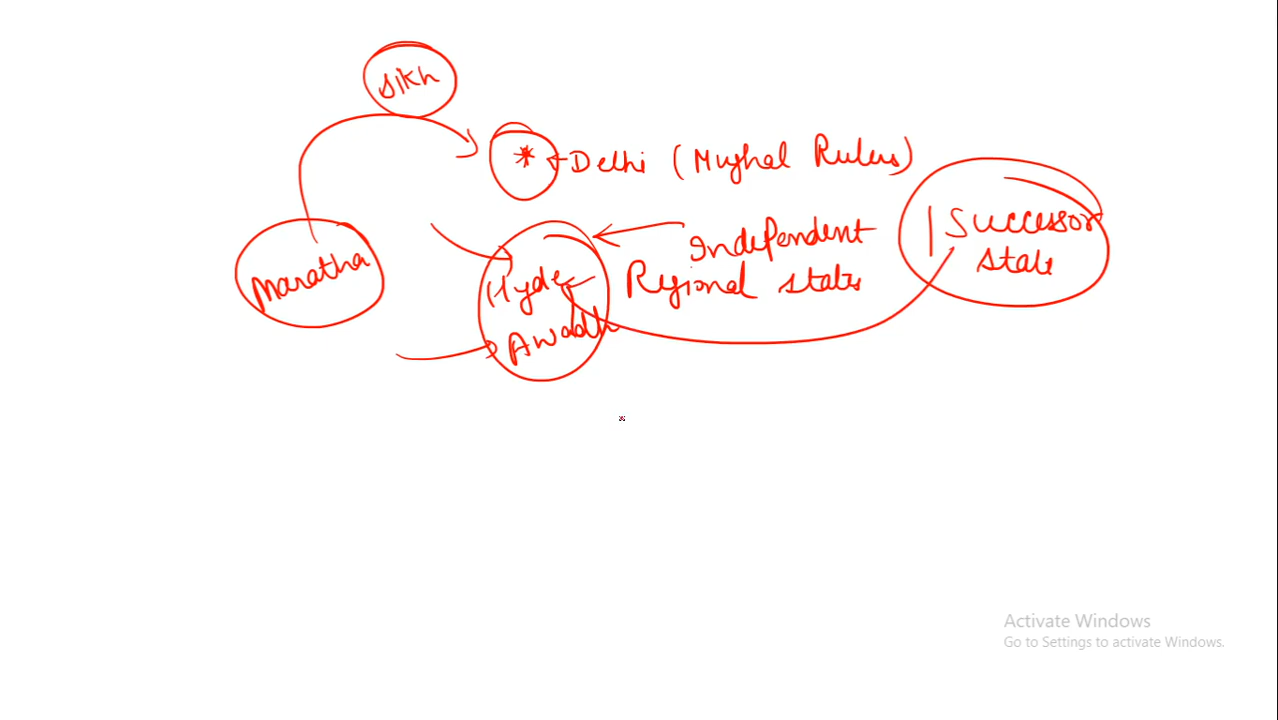 Sikh
* Delhi (Mughal Rulers)
Maratha
Independent
Regional states
Hyde
Awadh
Successor
state
Activate Windows
Go to Settings to activate Windows.